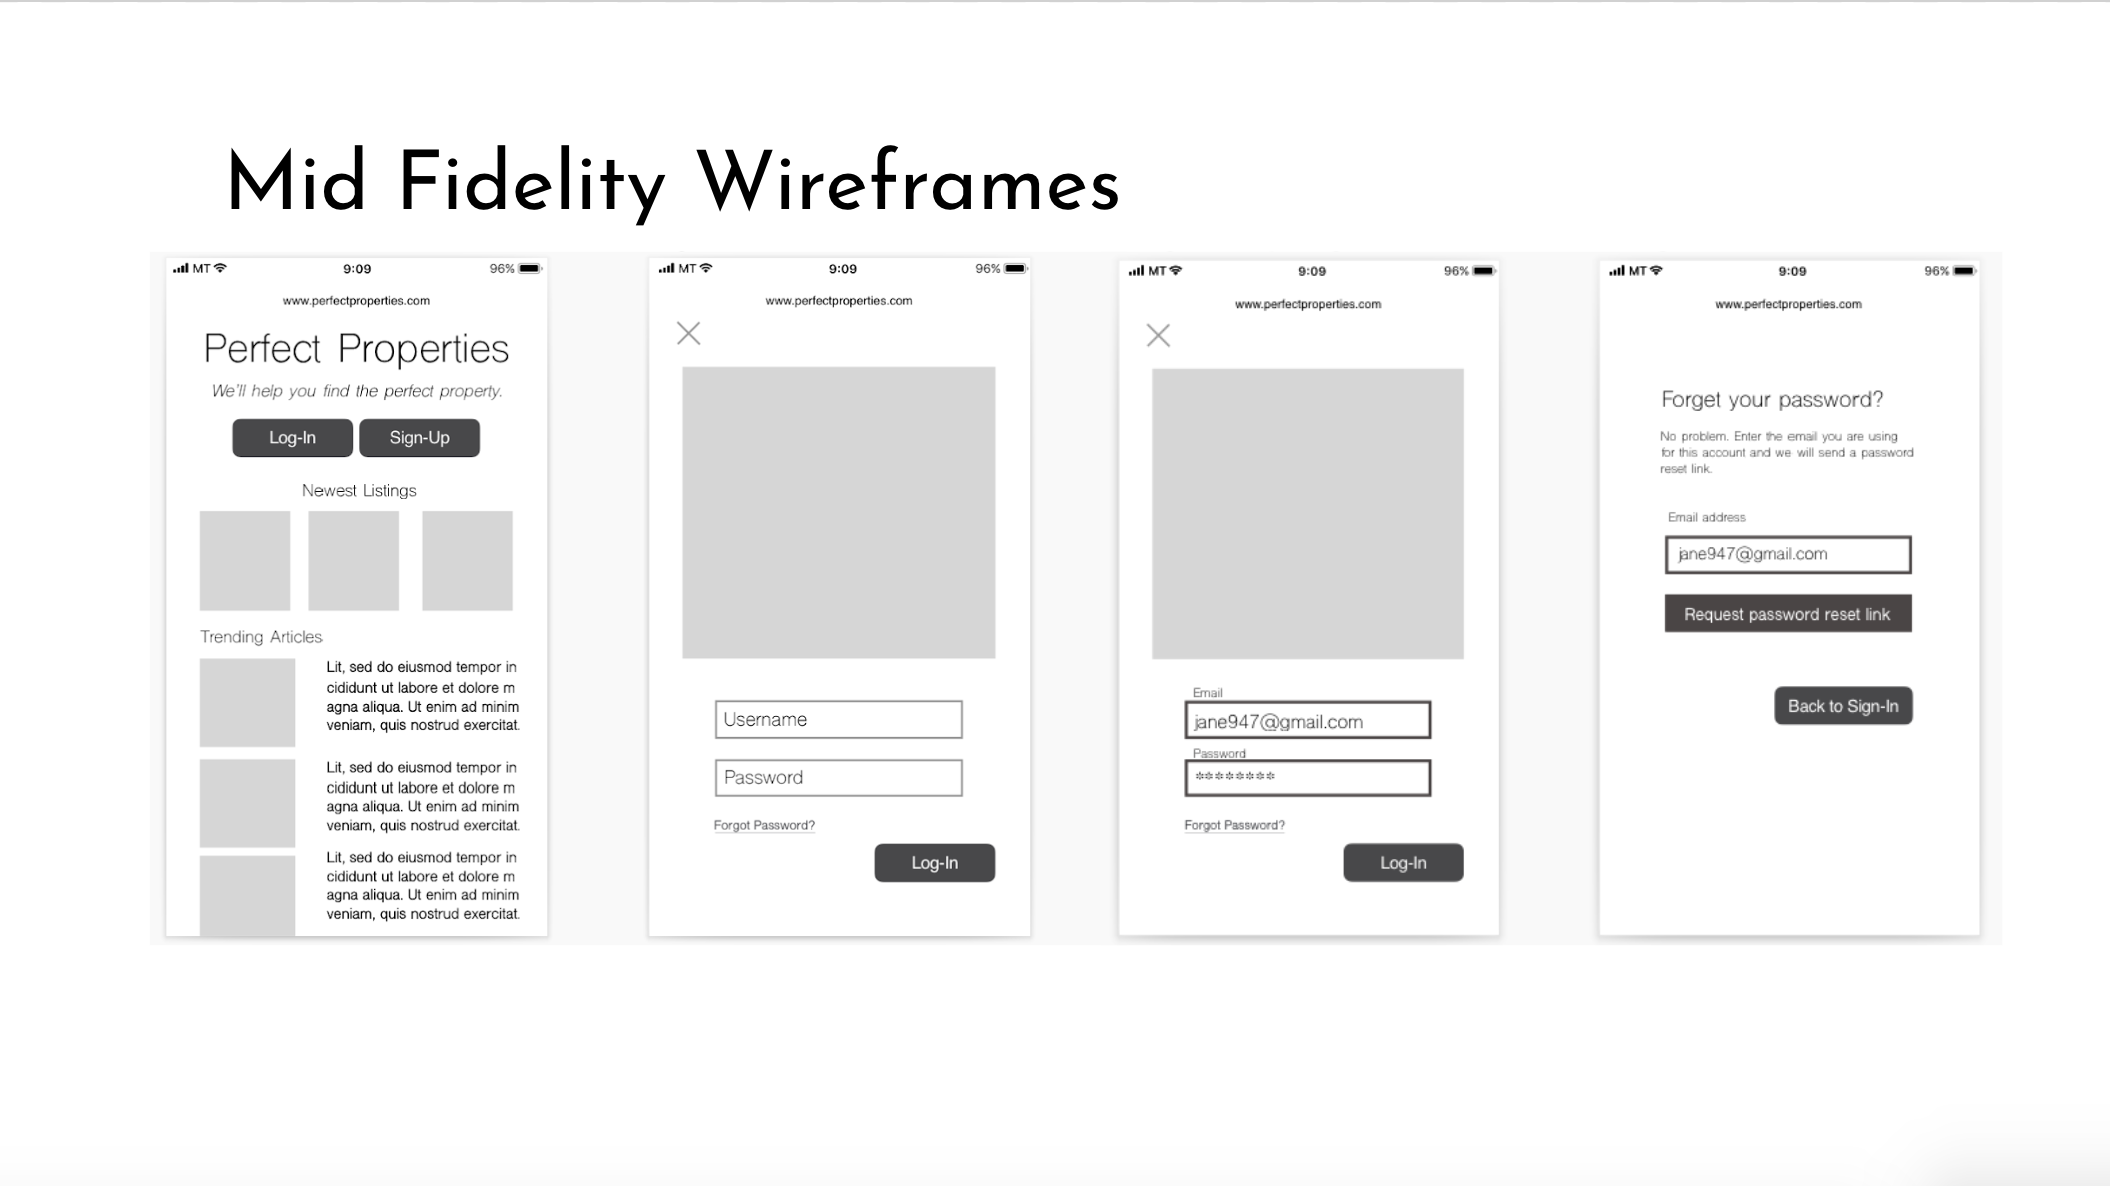 Mid Fidelity Wireframes
MT 9:09 96%
www.perfectproperties.com
Perfect Properties
We'll help you find the perfect property.
Log-In Sign-Up
Newest Listings
Trending Articles
Lit, sed do eiusmod tempor in
cididunt ut labore et dolore m
agna aliqua. Ut enim ad minim
veniam, quis nostrud exercitat.
Lit, sed do eiusmod tempor in
cididunt ut labore et dolore m
agna aliqua. Ut enim ad minim
veniam, quis nostrud exercitat.
Lit, sed do eiusmod tempor in
cididunt ut labore et dolore m
agna aliqua. Ut enim ad minim
veniam, quis nostrud exercitat.
MT 9:09 96%
www.perfectproperties.com
Username
Password
Forgot Password?
Log-In
MT 9:09 96%
www.perfectproperties.com
Email
jane947@gmail.com
Password
********
Forgot Password?
Log-In
MT 9:09 96%
www.perfectproperties.com
Forget your password?
No problem. Enter the email you are using
for this account and we will send a password
reset link.
Email address
jane947@gmail.com
Request password reset link
Back to Sign-In